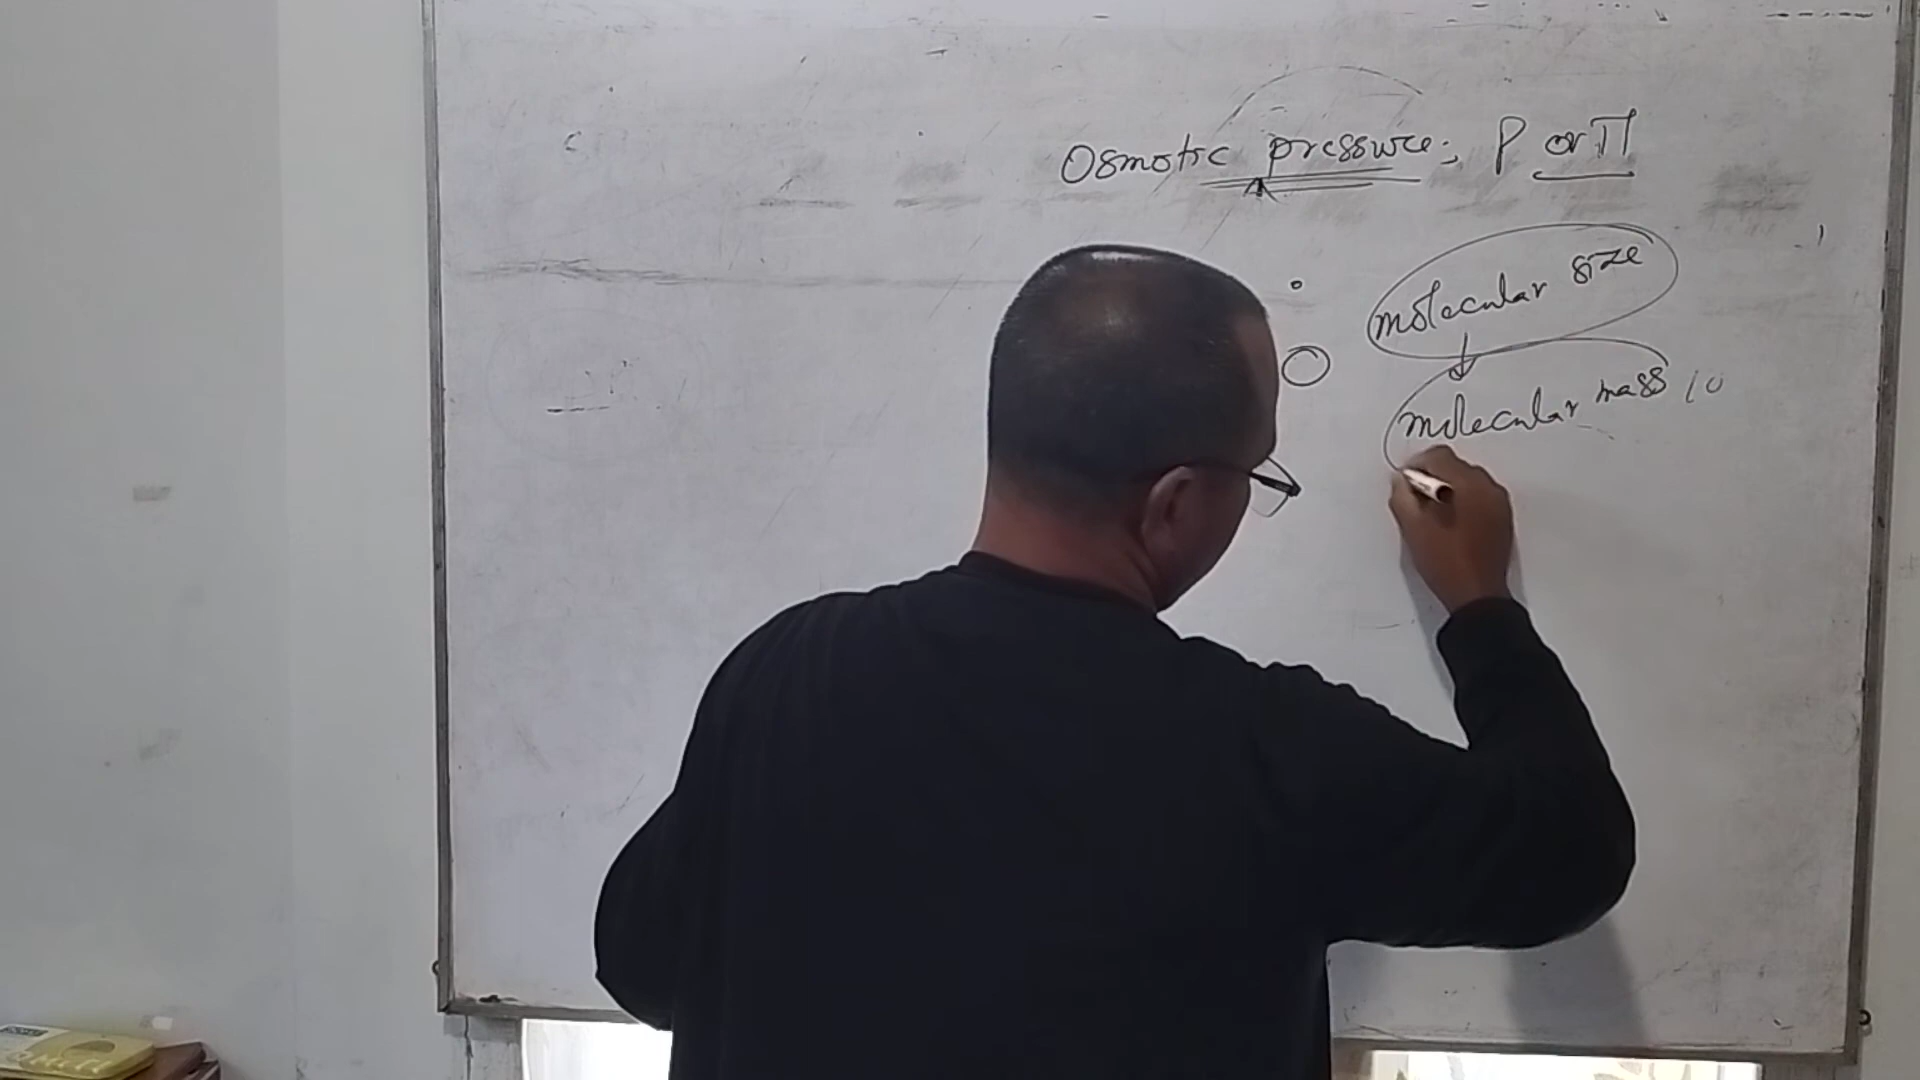 Osmotic pressure; P or π
molecular size
molecular mass